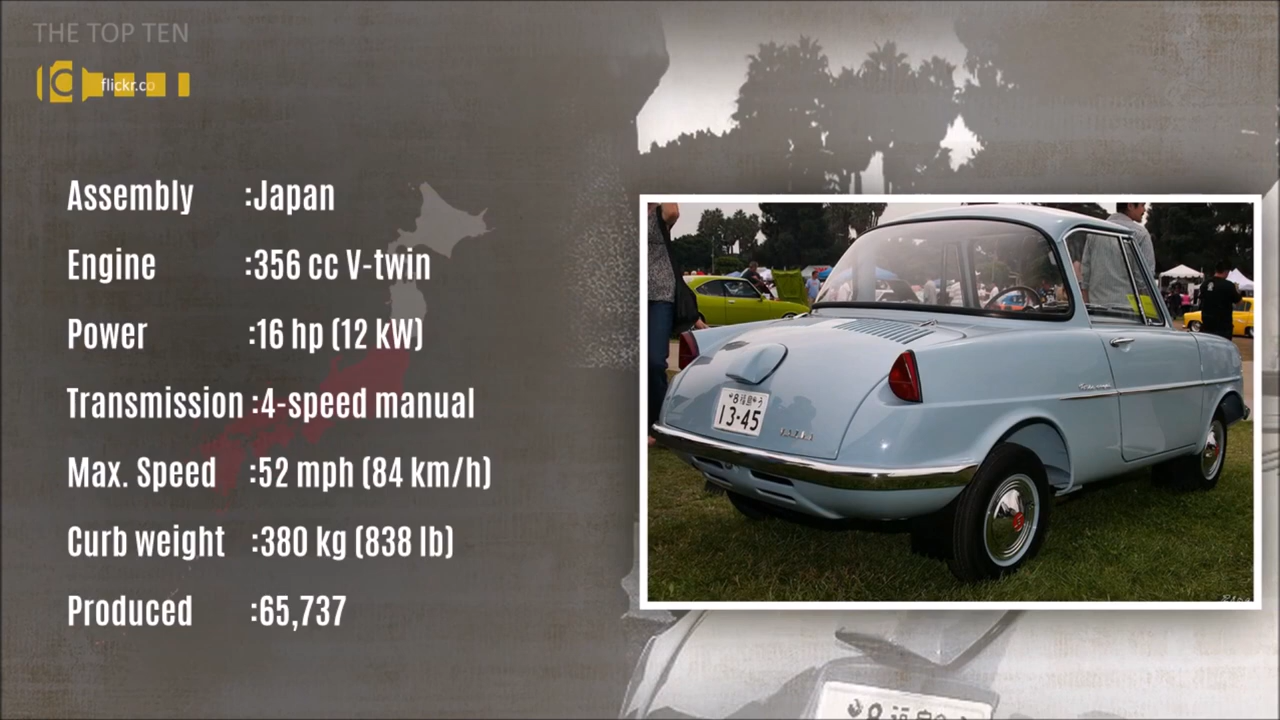 THE TOP TEN
flickr.co
Assembly :Japan
Engine :356 cc V-twin
Power :16 hp (12 kW)
Transmission :4-speed manual
Max. Speed :52 mph (84 km/h)
Curb weight :380 kg (838 lb)
Produced :65,737
13-45